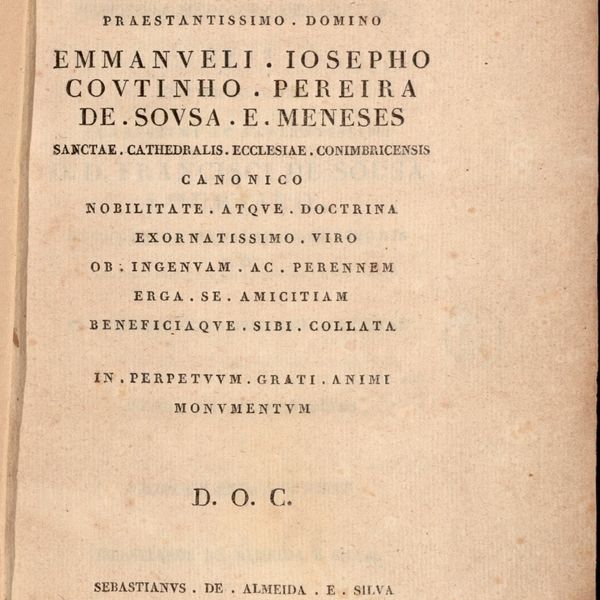 PRAESTANTISSIMO . DOMINO
EMMANVELI . IOSEPHO
COVTINHO . PEREIRA
DE . SOVSA . E . MENESES
SANCTAE . CATHEDRALIS . ECCLESIAE . CONIMBRICENSIS
CANONICO
NOBILITATE . ATQVE . DOCTRINA
EXORNATISSIMO . VIRO
OB . INGENVAM . AC . PERENNEM
ERGA . SE . AMICITIAM
BENEFICIAQVE . SIBI . COLLATA
IN . PERPETVVM . GRATI . ANIMI
MONVMENTVM
D. O. C.
SEBASTIANVS . DE . ALMEIDA . E . SILVA